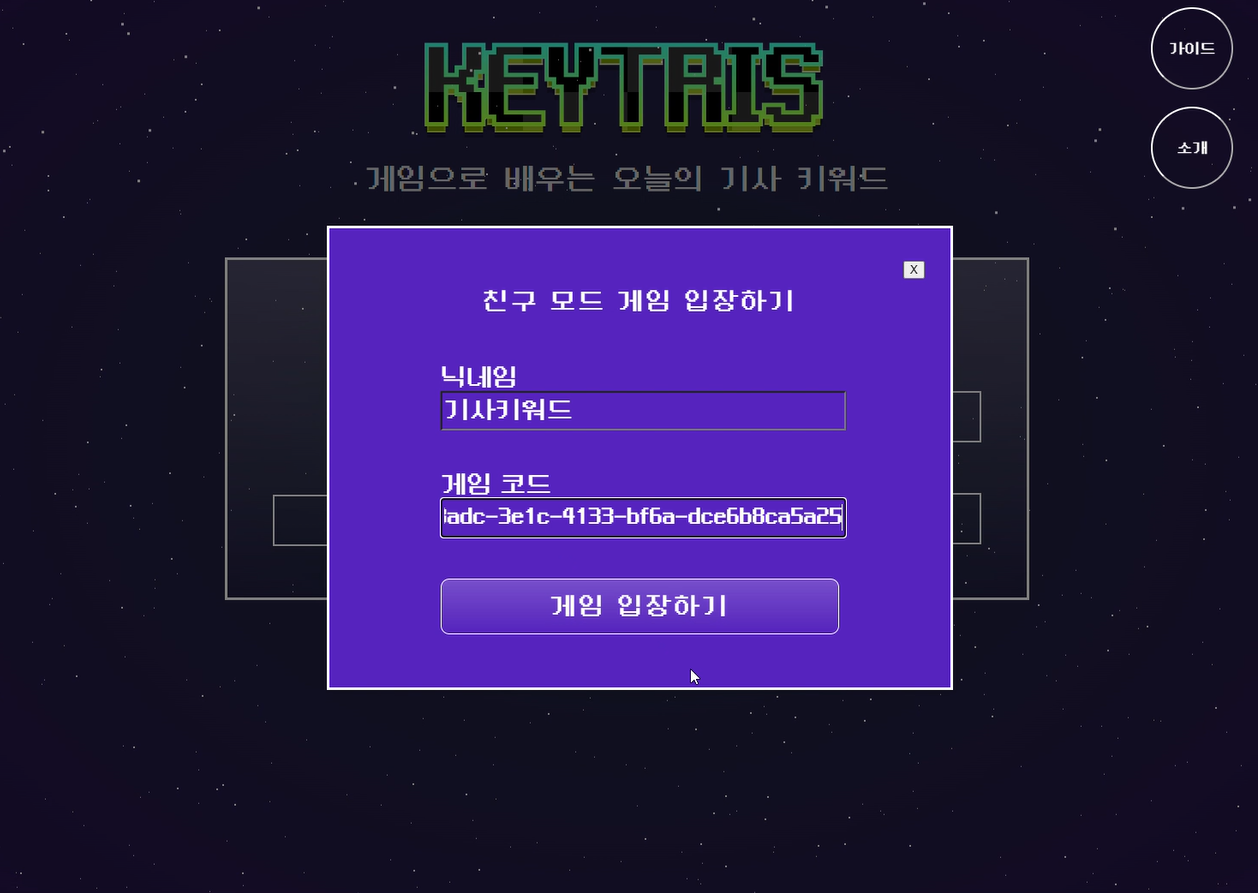 KEYTRIS
가이드
소개
게임으로 배우는 오늘의 기사 키워드
X
친구 모드 게임 입장하기
닉네임
기사키워드
게임 코드
adc-3e1c-4133-bf6a-dce6b8ca5a25
게임 입장하기